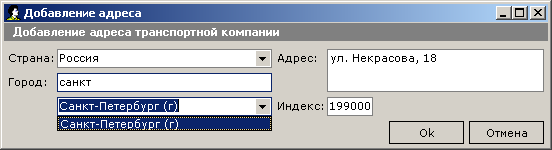 Добавление адреса
Добавление адреса транспортной компании
Страна: Россия Адрес: ул. Некрасова, 18
Город: санкт
Санкт-Петербург (г) Индекс: 199000
Санкт-Петербург (г)
Ok Отмена